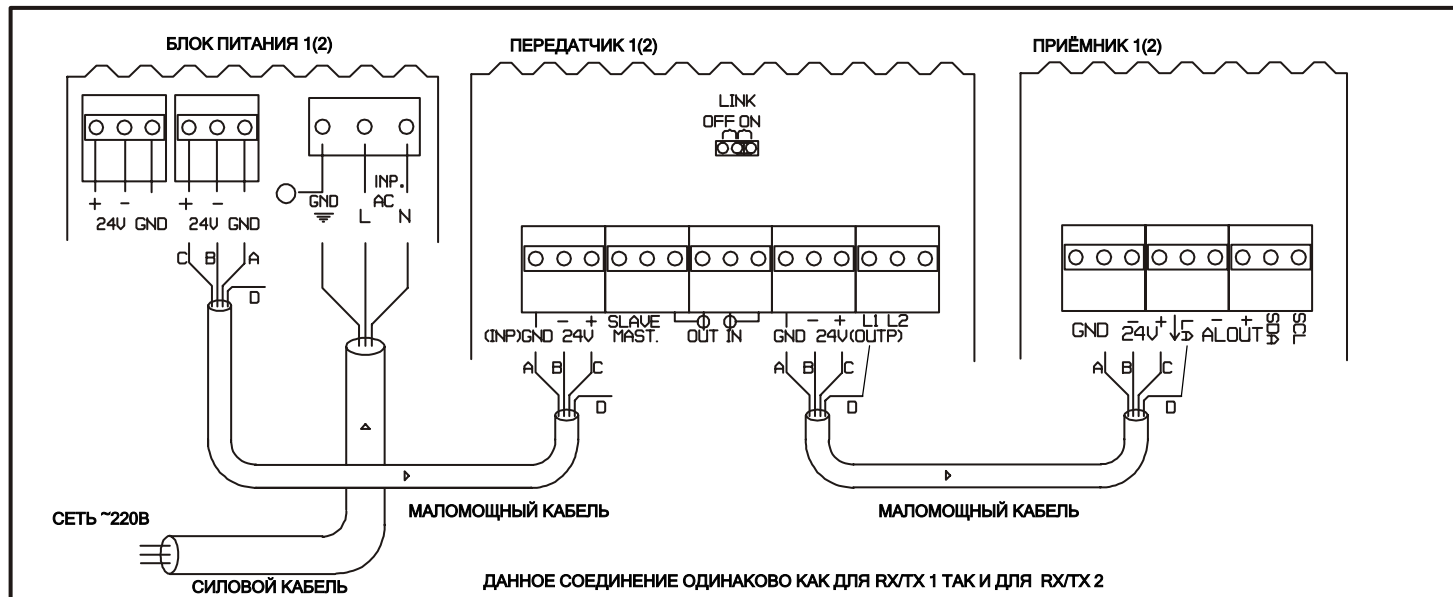 БЛОК ПИТАНИЯ 1(2)
ПЕРЕДАТЧИК 1(2)
ПРИЁМНИК 1(2)
LINK
OFF ON
+ - + -
24V GND 24V GND
GND
INP.
AC
L N
C B A
D
- + SLAVE - + L1 L2
(INP)GND 24V MAST. OUT IN GND 24V(OUTP)
A B C
D
A B C
D
GND - 24V + ↓ LA - ALOUT + SDA SCL
A B C
D
МАЛОМОЩНЫЙ КАБЕЛЬ
МАЛОМОЩНЫЙ КАБЕЛЬ
СЕТЬ ~220В
СИЛОВОЙ КАБЕЛЬ
ДАННОЕ СОЕДИНЕНИЕ ОДИНАКОВО КАК ДЛЯ RX/TX 1 ТАК И ДЛЯ RX/TX 2